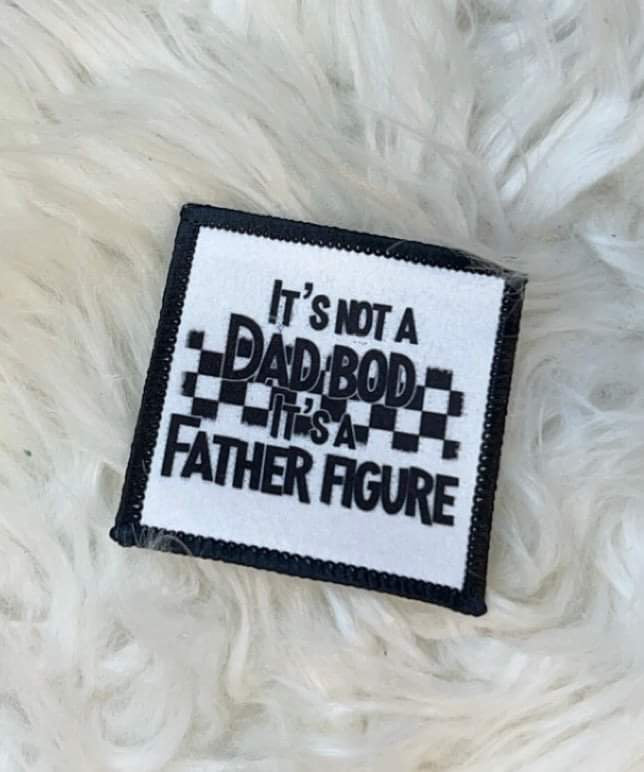 It's not a
Dad bod
It's a
Father figure